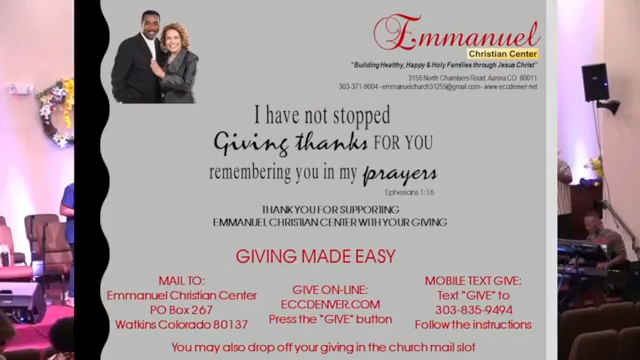 Emmanuel
Christian Center
"Building Healthy, Happy & Holy Families through Jesus Christ"
3155 North Chambers Road, Aurora CO 80011
303-371-9004 - emmanuelchurch31255@gmail.com - www.eccdenver.net
I have not stopped
Giving thanks FOR YOU
remembering you in my prayers
Ephesians 1:16
THANK YOU FOR SUPPORTING
EMMANUEL CHRISTIAN CENTER WITH YOUR GIVING
GIVING MADE EASY
MAIL TO:
Emmanuel Christian Center
PO Box 267
Watkins Colorado 80137
GIVE ON-LINE:
ECCDENVER.COM
Press the "GIVE" button
MOBILE TEXT GIVE:
Text "GIVE" to
303-835-9494
Follow the instructions
You may also drop off your giving in the church mail slot